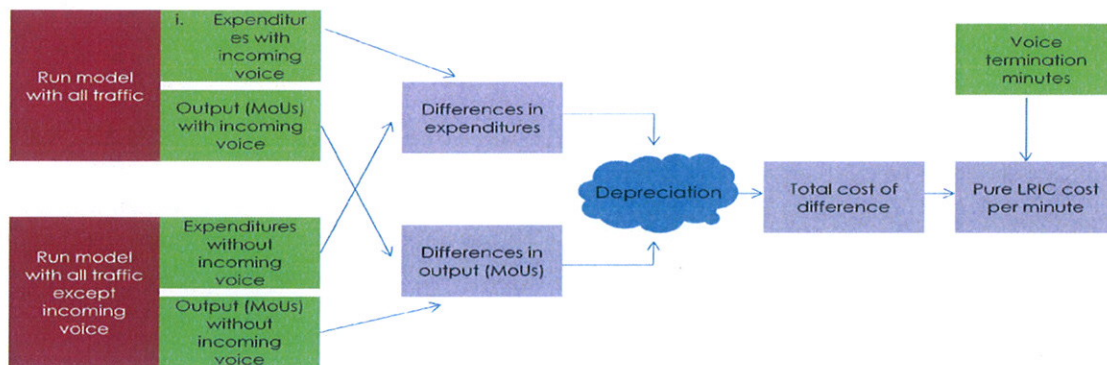 Run model
with all traffic
i. Expenditur
es with
incoming
voice
Output (MoUs)
with incoming
voice
Run model
with all traffic
except
incoming
voice
Expenditures
without
incoming
voice
Output (MoUs)
without
incoming
voice
Differences in
expenditures
Differences in
output (MoUs)
Depreciation
Total cost of
difference
Voice
termination
minutes
Pure LRIC cost
per minute